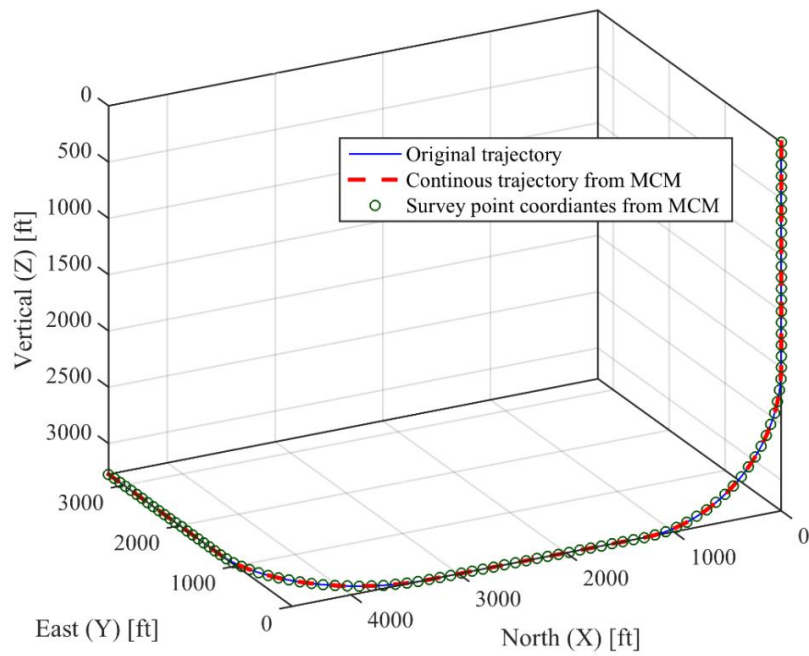 0
500
1000
1500
2000
2500
3000
Vertical (Z) [ft]
Original trajectory
Continous trajectory from MCM
Survey point coordiantes from MCM
3000
2000
1000
0
East (Y) [ft]
4000
3000
2000
1000
0
North (X) [ft]